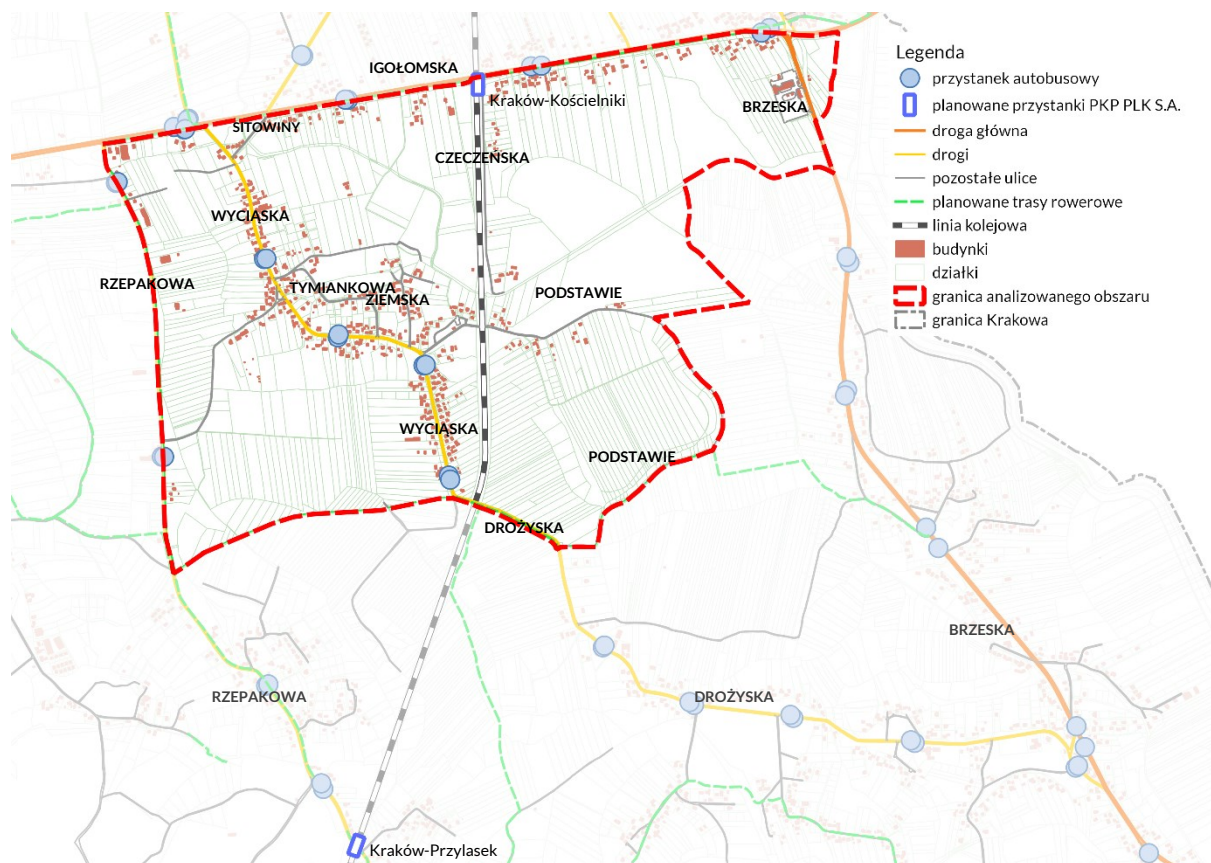 IGOŁOMSKA
Kraków-Kościelniki
SITOWINY
BRZESKA
CZECZEŃSKA
WYCIĄSKA
RZEPAKOWA
TYMIANKOWA
ZIEMSKA
PODSTAWIE
WYCIĄSKA
PODSTAWIE
DROŻYSKA
BRZESKA
RZEPAKOWA
DROŻYSKA
Kraków-Przylasek
Legenda
przystanek autobusowy
planowane przystanki PKP PLK S.A.
droga główna
drogi
pozostałe ulice
planowane trasy rowerowe
linia kolejowa
budynki
działki
granica analizowanego obszaru
granica Krakowa